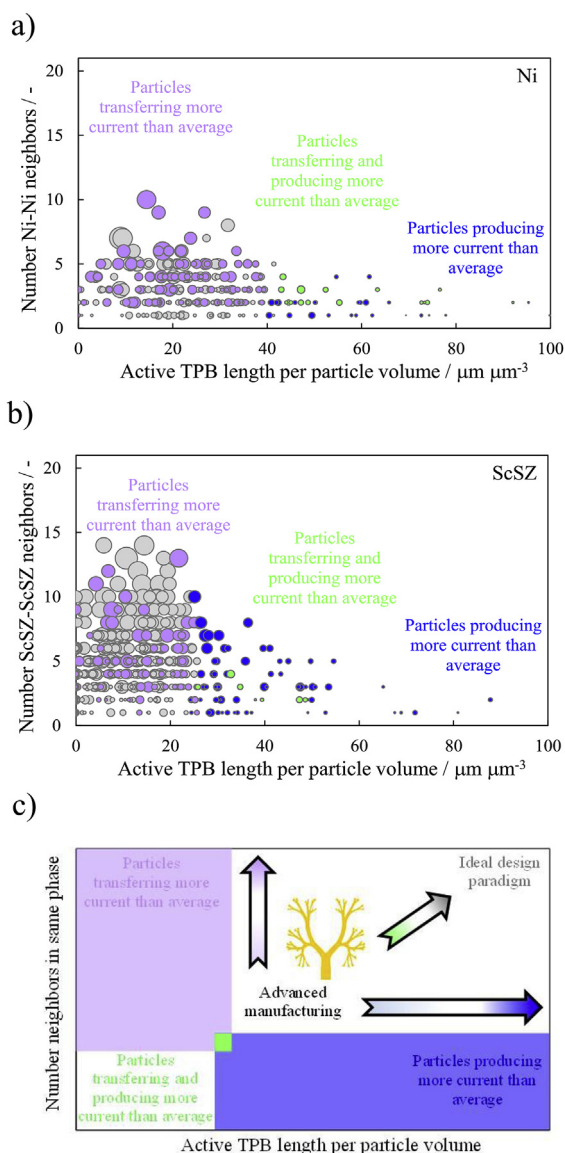 a)
Ni
20
15
10
5
0
Number Ni-Ni neighbors / -
Particles
transferring more
current than average
Particles
transferring and
producing more
current than average
Particles producing
more current than
average
0 20 40 60 80 100
Active TPB length per particle volume / μm μm-3
b)
ScSZ
20
15
10
5
0
Number ScSZ-ScSZ neighbors / -
Particles
transferring more
current than average
Particles
transferring and
producing more
current than average
Particles producing
more current than
average
0 20 40 60 80 100
Active TPB length per particle volume / μm μm-3
c)
Number neighbors in same phase
Particles
transferring more
current than average
Ideal design
paradigm
Advanced
manufacturing
Particles
transferring and
producing more
current than average
Particles producing
more current than
average
Active TPB length per particle volume